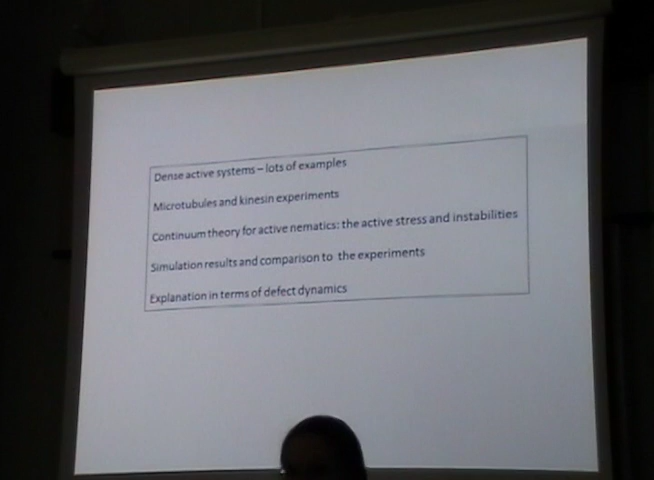 Dense active systems – lots of examples
Microtubules and kinesin experiments
Continuum theory for active nematics: the active stress and instabilities
Simulation results and comparison to the experiments
Explanation in terms of defect dynamics